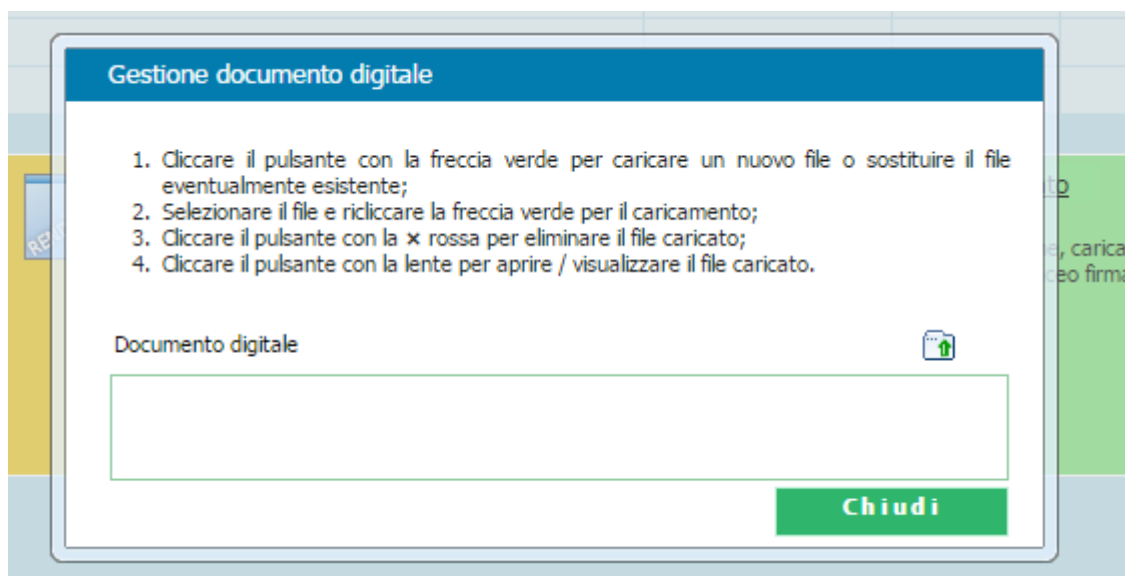 Gestione documento digitale
1. Cliccare il pulsante con la freccia verde per caricare un nuovo file o sostituire il file
eventualmente esistente;
2. Selezionare il file e ricliccare la freccia verde per il caricamento;
3. Cliccare il pulsante con la × rossa per eliminare il file caricato;
4. Cliccare il pulsante con la lente per aprire / visualizzare il file caricato.
Documento digitale
Chiudi